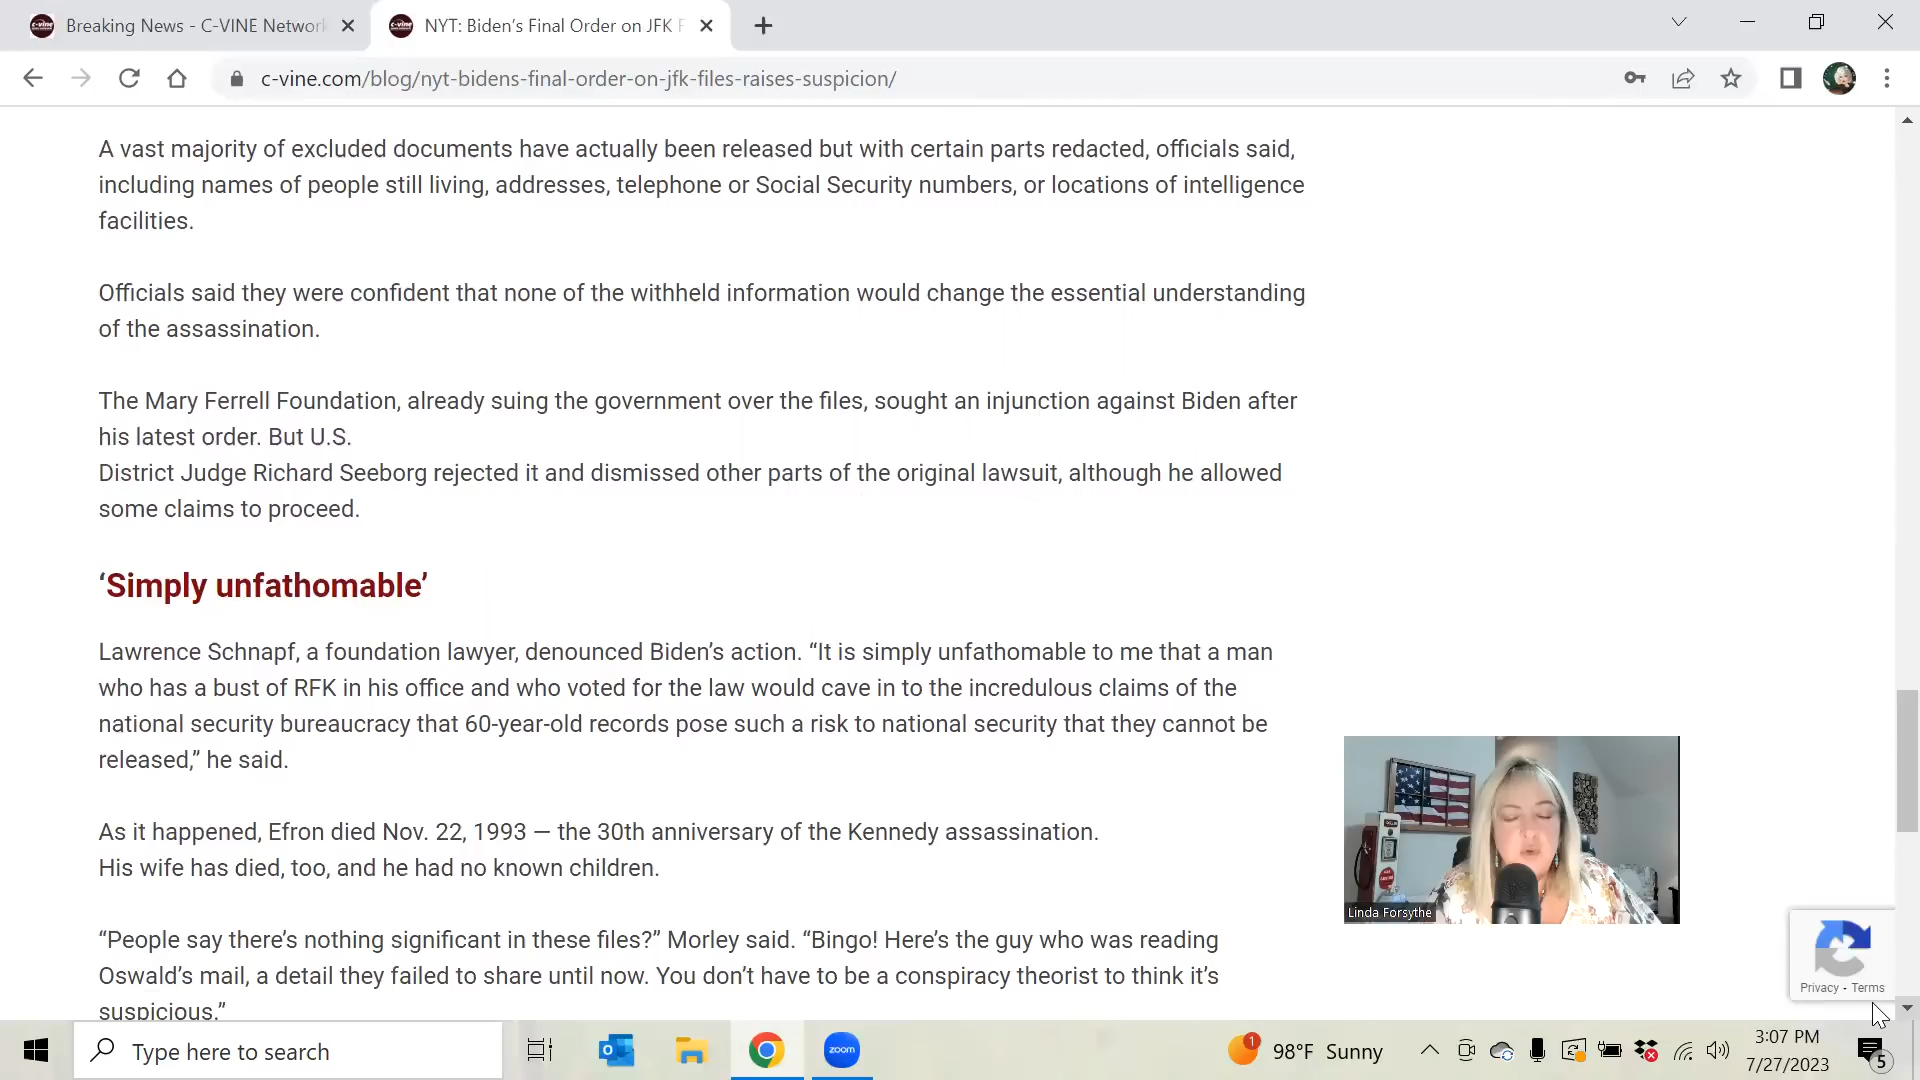 Breaking News - C-VINE Network
NYT: Biden's Final Order on JFK F
c-vine.com/blog/nyt-bidens-final-order-on-jfk-files-raises-suspicion/
A vast majority of excluded documents have actually been released but with certain parts redacted, officials said,
including names of people still living, addresses, telephone or Social Security numbers, or locations of intelligence
facilities.
Officials said they were confident that none of the withheld information would change the essential understanding
of the assassination.
The Mary Ferrell Foundation, already suing the government over the files, sought an injunction against Biden after
his latest order. But U.S.
District Judge Richard Seeborg rejected it and dismissed other parts of the original lawsuit, although he allowed
some claims to proceed.
‘Simply unfathomable’
Lawrence Schnapf, a foundation lawyer, denounced Biden’s action. “It is simply unfathomable to me that a man
who has a bust of RFK in his office and who voted for the law would cave in to the incredulous claims of the
national security bureaucracy that 60-year-old records pose such a risk to national security that they cannot be
released,” he said.
As it happened, Efron died Nov. 22, 1993 — the 30th anniversary of the Kennedy assassination.
His wife has died, too, and he had no known children.
“People say there’s nothing significant in these files?” Morley said. “Bingo! Here’s the guy who was reading
Oswald’s mail, a detail they failed to share until now. You don’t have to be a conspiracy theorist to think it’s
suspicious.”
Linda Forsythe
Privacy - Terms
Type here to search
zoom
1
98°F Sunny
3:07 PM
7/27/2023
5